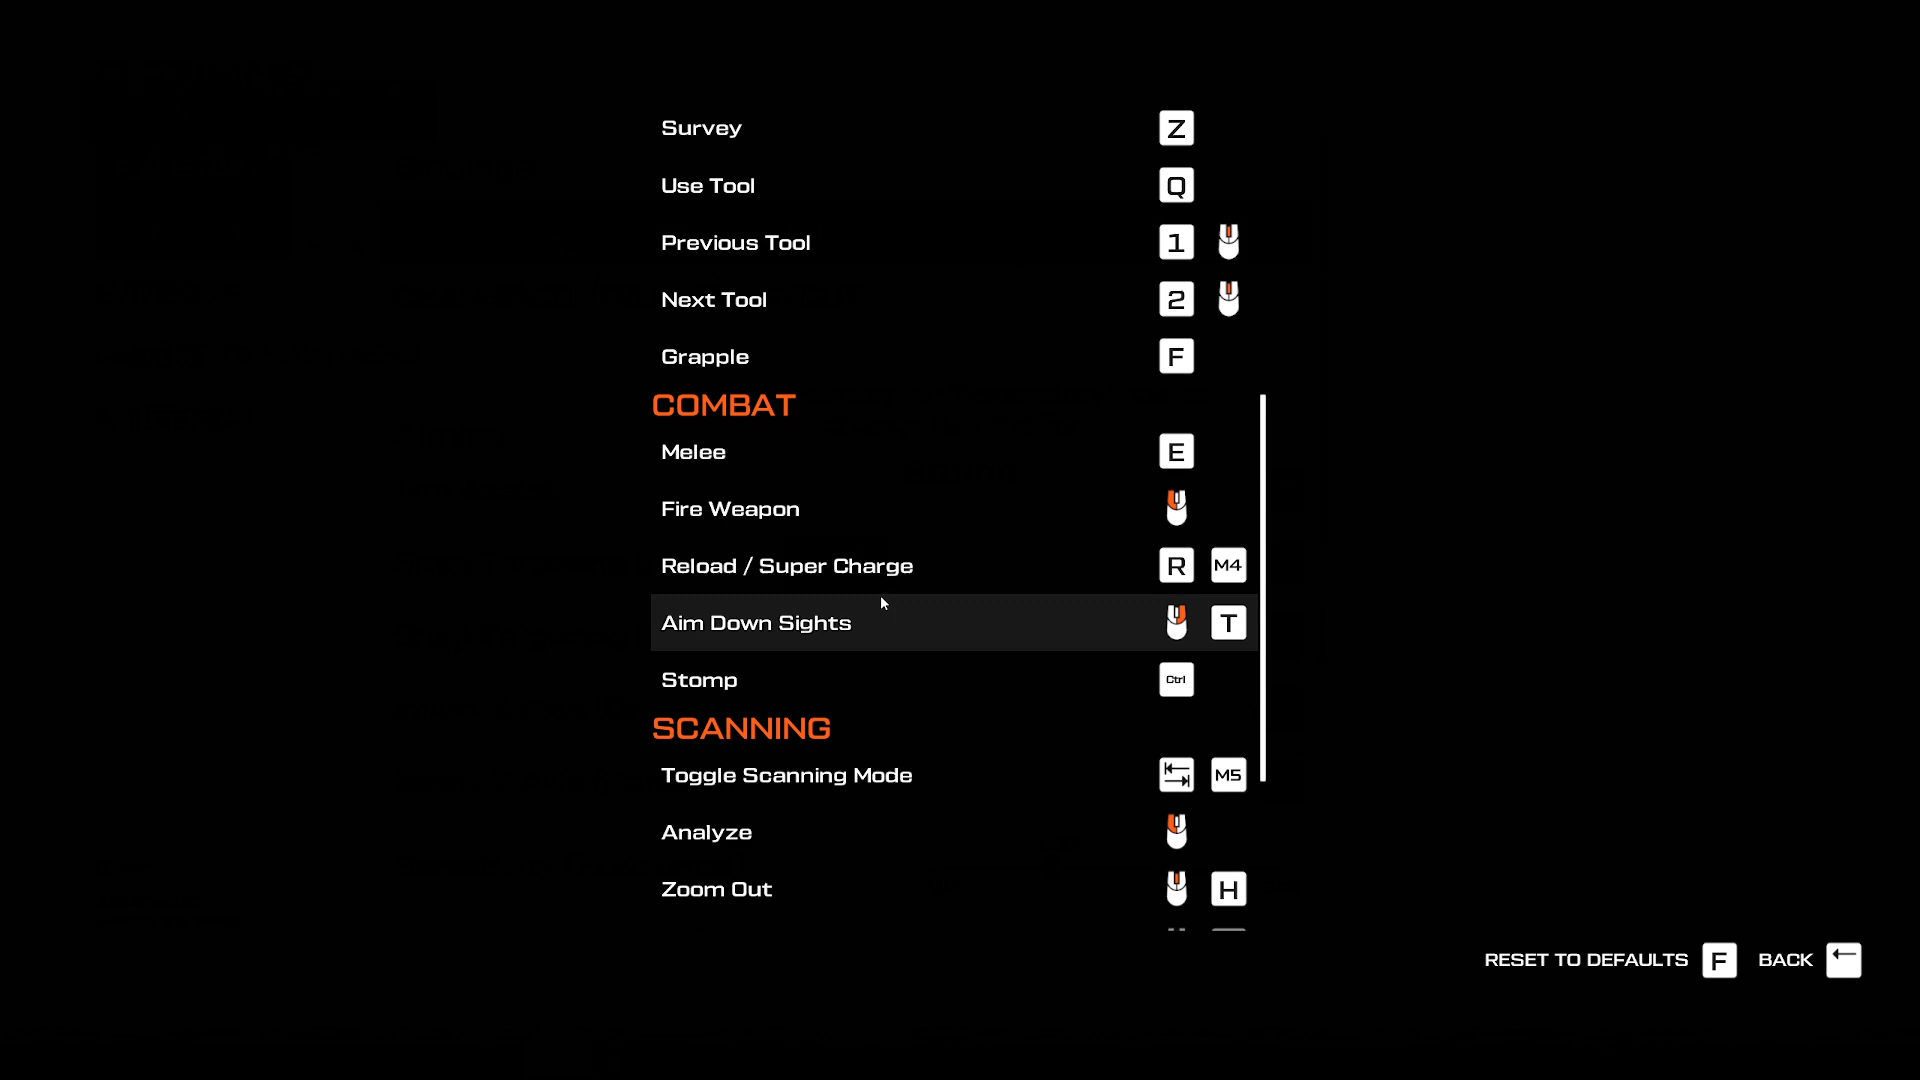 Survey Z
Use Tool Q
Previous Tool 1
Next Tool 2
Grapple F
COMBAT
Melee E
Fire Weapon
Reload / Super Charge R M4
Aim Down Sights T
Stomp Ctrl
SCANNING
Toggle Scanning Mode M5
Analyze
Zoom Out H
RESET TO DEFAULTS F BACK